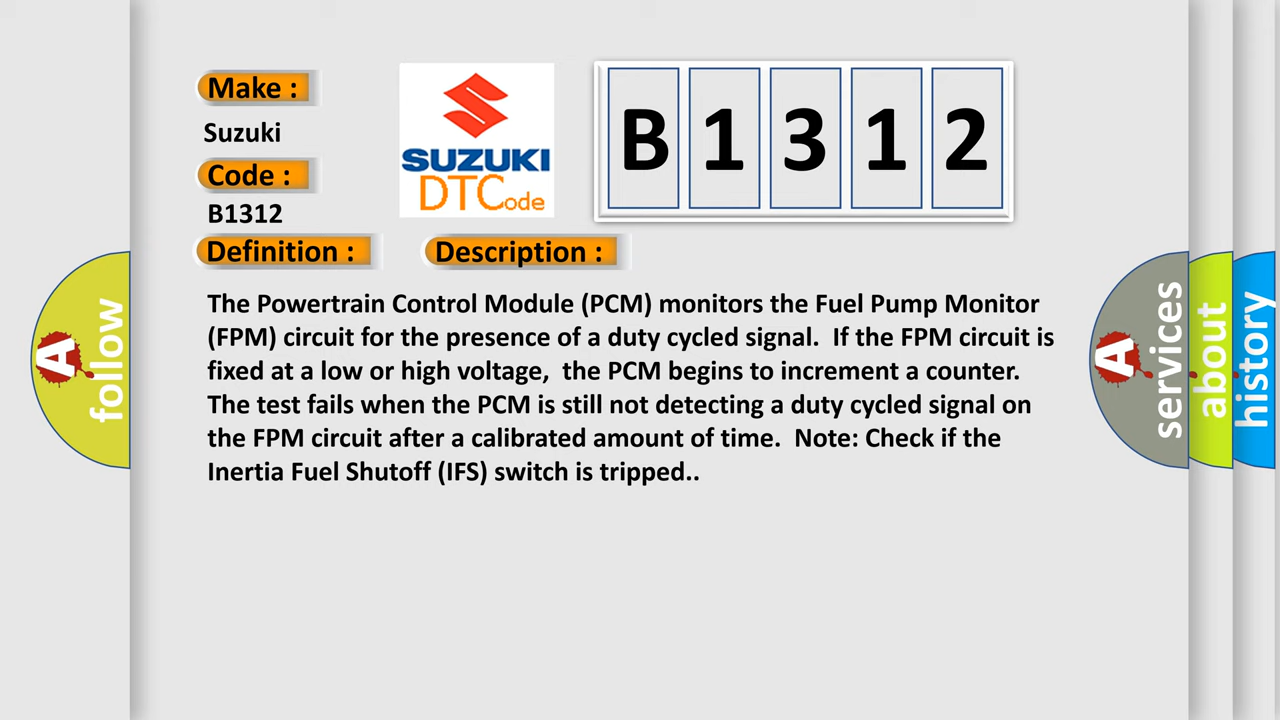 Make :
Suzuki
Code :
B1312
SUZUKI
DTCode
B1312
Definition :
Description :
The Powertrain Control Module (PCM) monitors the Fuel Pump Monitor
(FPM) circuit for the presence of a duty cycled signal. If the FPM circuit is
fixed at a low or high voltage, the PCM begins to increment a counter.
The test fails when the PCM is still not detecting a duty cycled signal on
the FPM circuit after a calibrated amount of time. Note: Check if the
Inertia Fuel Shutoff (IFS) switch is tripped..
A follow
A services
about
history